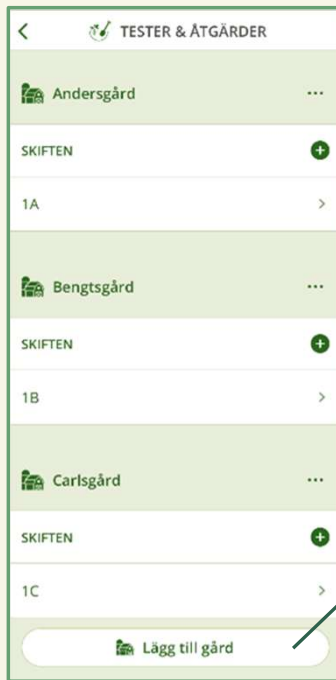 TESTER & ÅTGÄRDER
Andersgård
SKIFTEN
1A
Bengtsgård
SKIFTEN
1B
Carlsgård
SKIFTEN
1C
Lägg till gård